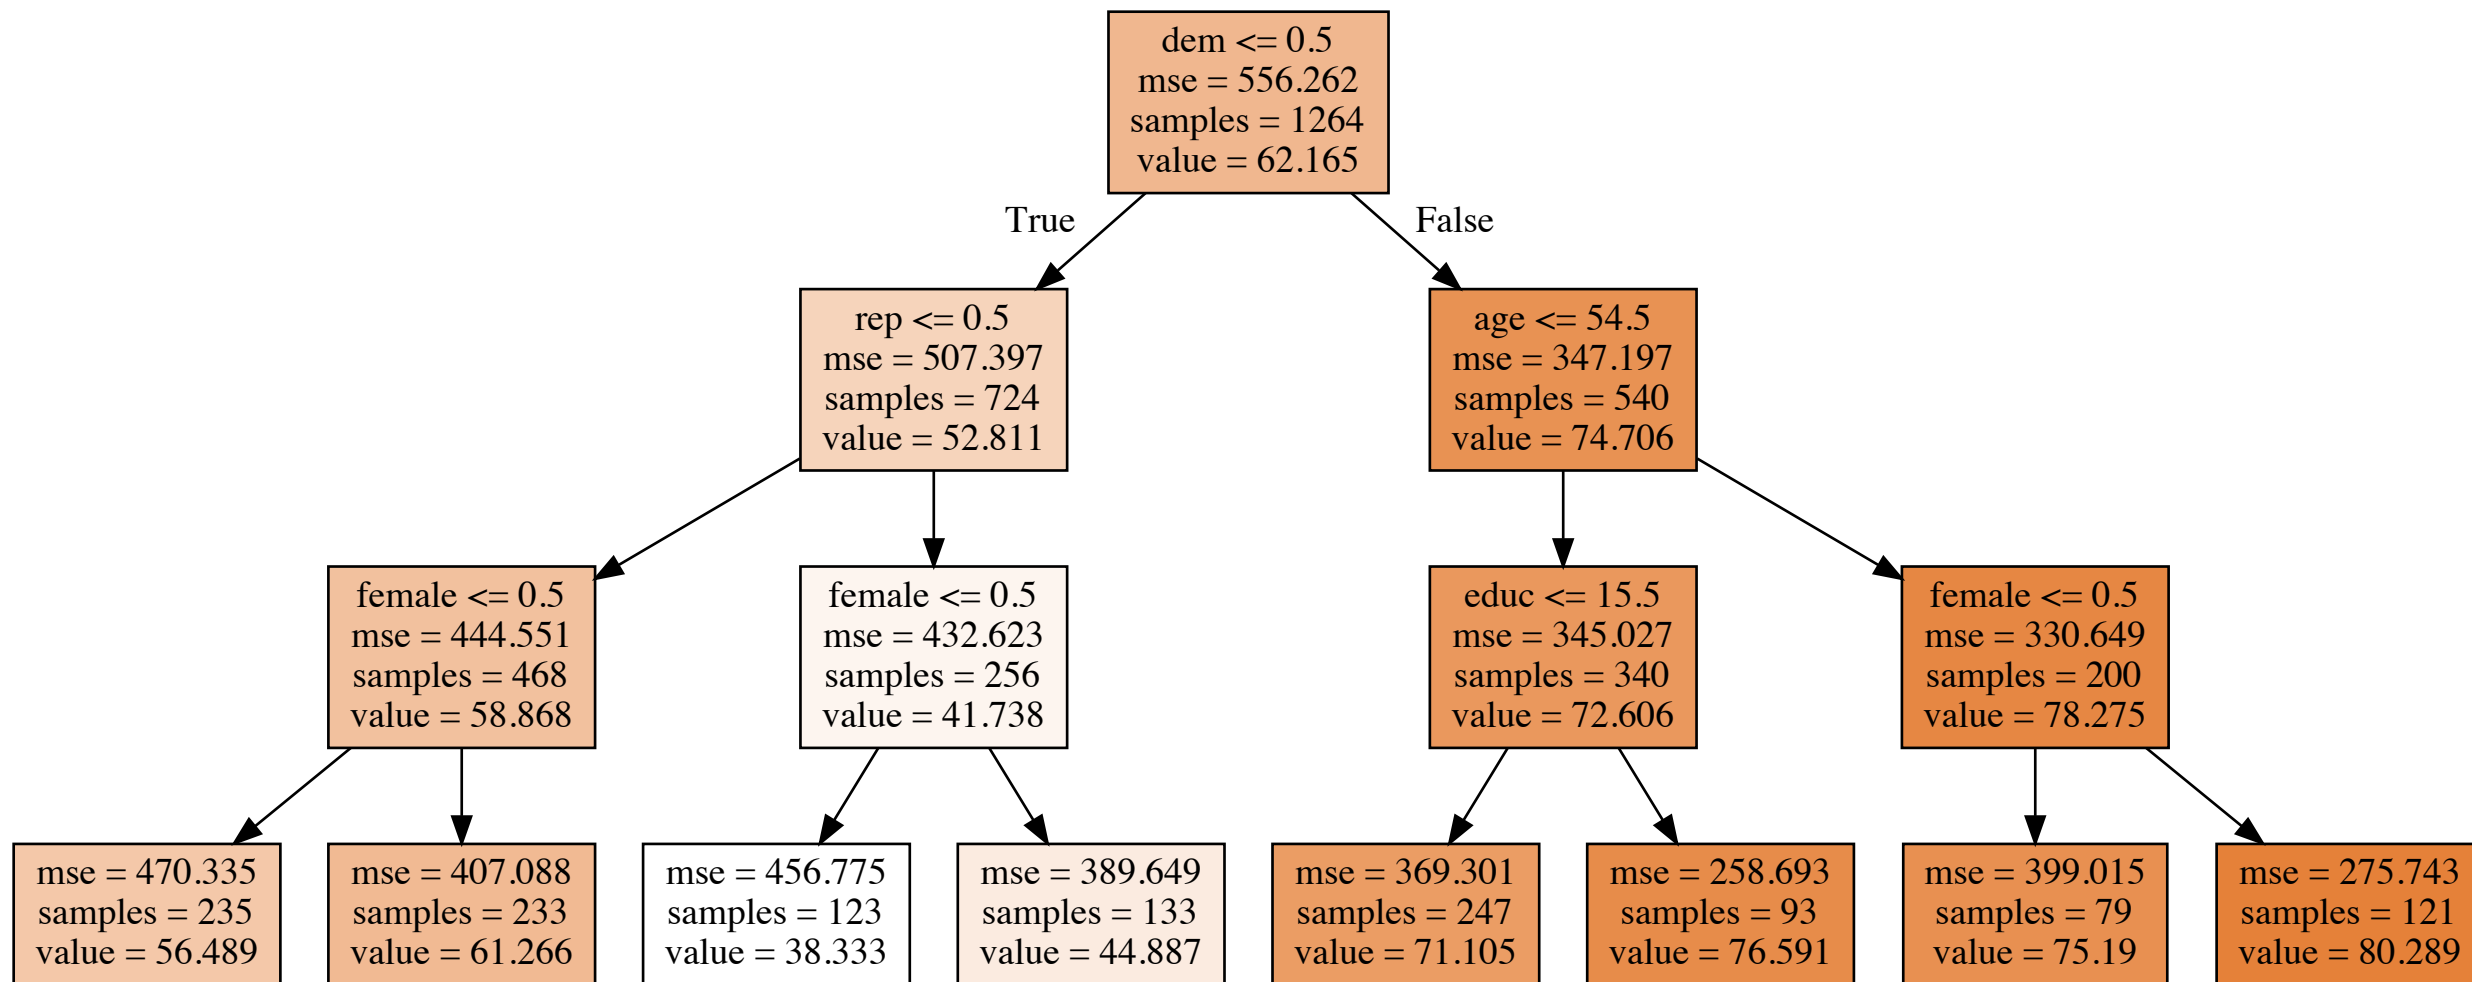 dem <= 0.5
mse = 556.262
samples = 1264
value = 62.165
True
False
rep <= 0.5
mse = 507.397
samples = 724
value = 52.811
age <= 54.5
mse = 347.197
samples = 540
value = 74.706
female <= 0.5
mse = 444.551
samples = 468
value = 58.868
female <= 0.5
mse = 432.623
samples = 256
value = 41.738
educ <= 15.5
mse = 345.027
samples = 340
value = 72.606
female <= 0.5
mse = 330.649
samples = 200
value = 78.275
mse = 470.335
samples = 235
value = 56.489
mse = 407.088
samples = 233
value = 61.266
mse = 456.775
samples = 123
value = 38.333
mse = 389.649
samples = 133
value = 44.887
mse = 369.301
samples = 247
value = 71.105
mse = 258.693
samples = 93
value = 76.591
mse = 399.015
samples = 79
value = 75.19
mse = 275.743
samples = 121
value = 80.289